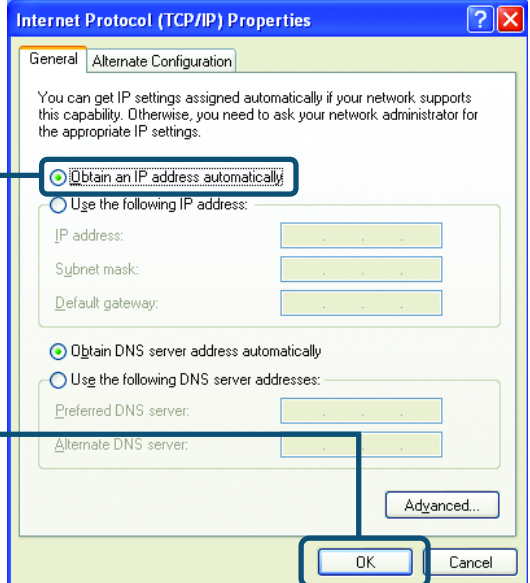 Internet Protocol (TCP/IP) Properties
General
Alternate Configuration
You can get IP settings assigned automatically if your network supports
this capability. Otherwise, you need to ask your network administrator for
the appropriate IP settings.
Obtain an IP address automatically
Use the following IP address:
IP address:
Subnet mask:
Default gateway:
Obtain DNS server address automatically
Use the following DNS server addresses:
Preferred DNS server:
Alternate DNS server:
Advanced...
OK
Cancel